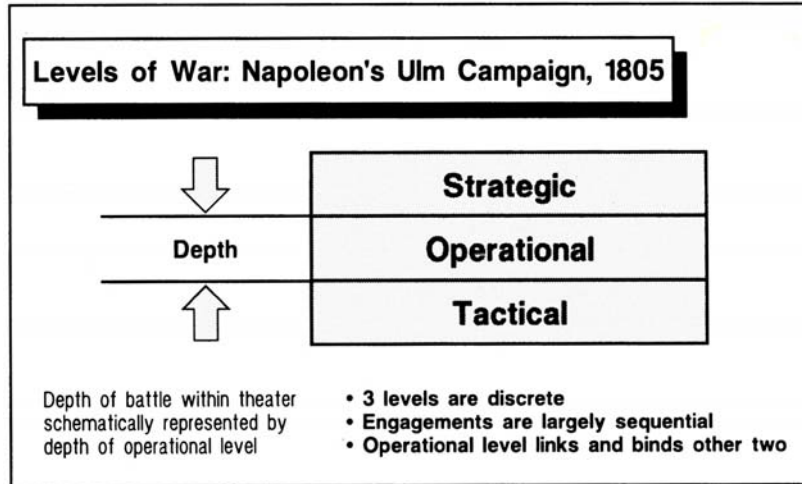 Levels of War: Napoleon's Ulm Campaign, 1805
Strategic
Depth
Operational
Tactical
Depth of battle within theater
schematically represented by
depth of operational level
• 3 levels are discrete
• Engagements are largely sequential
• Operational level links and binds other two